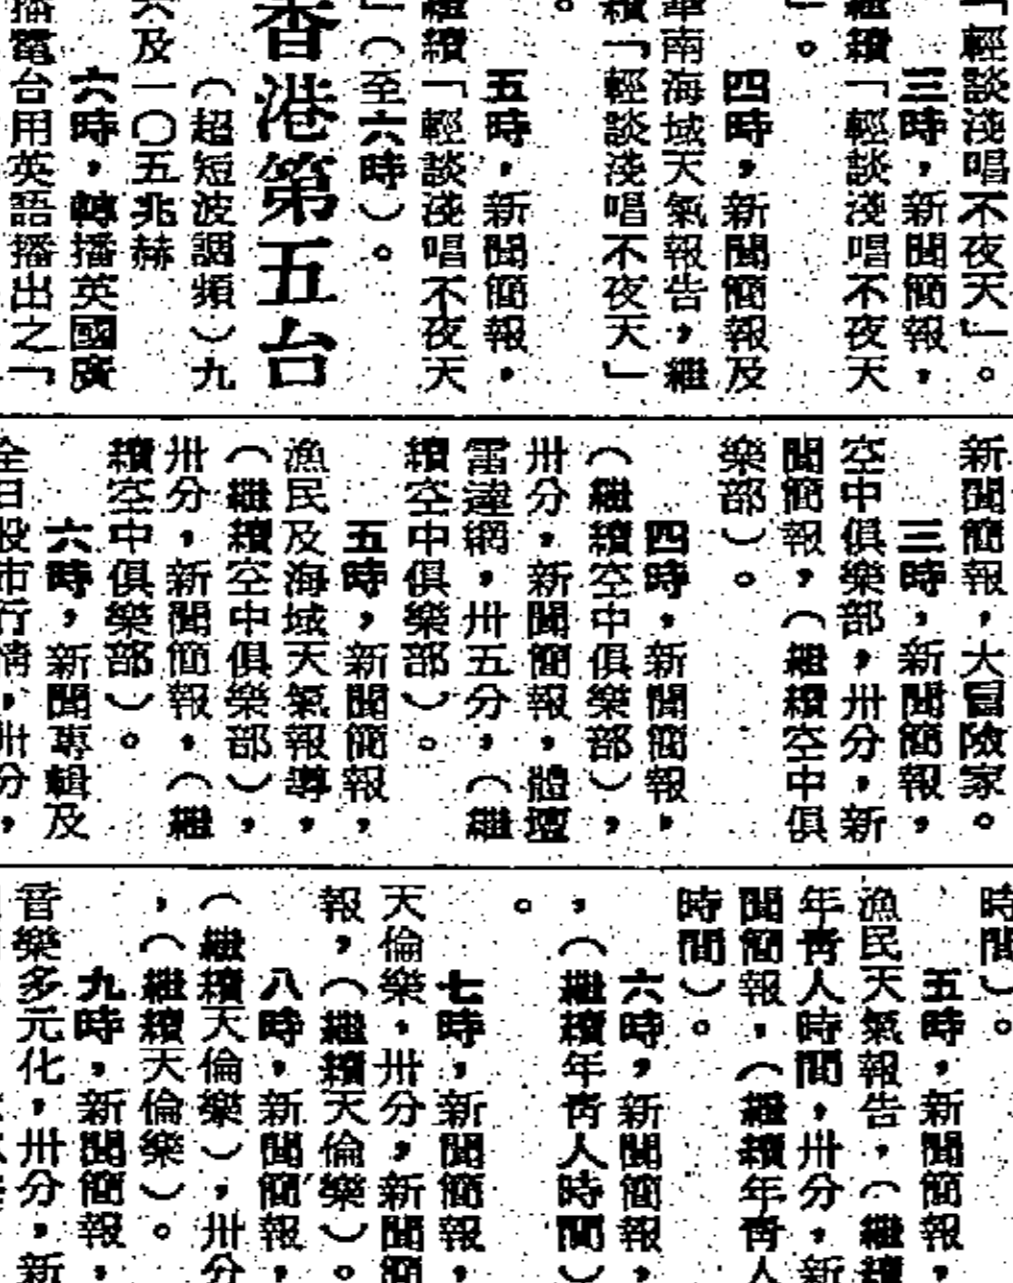 「輕談淺唱不夜天」。
三時,新聞簡報,
繼續「輕談淺唱不夜天
」。
四時,新聞簡報及
華南海域天氣報告,繼
續「輕談淺唱不夜天」
。
五時,新聞簡報,
繼續「輕談淺唱不夜天
」(至六時)。
香港第五台
(超短波調頻)九
六及一〇五兆赫
六時,轉播英國廣
播電台用英語播出之「
新聞簡報,大冒險家。
三時,新聞簡報,
空中俱樂部,卅分,新
聞簡報,(繼續空中俱
樂部)。
四時,新聞簡報,
(繼續空中俱樂部),
卅分,新聞簡報,體壇
雷達網,卅五分,(繼
續空中俱樂部)。
五時,新聞簡報,
漁民及海域天氣報導,
(繼續空中俱樂部),
卅分,新聞簡報,(繼
續空中俱樂部)。
六時,新聞專輯及
全日股市行情,卅分,
時間)。
五時,新聞簡報,
漁民天氣報告,(繼續
年靑人時間,卅分,新
聞簡報,(繼續年靑人
時間)。
六時,新聞簡報,
,(繼續年靑人時間)
。
七時,新聞簡報,
天倫樂,卅分,新聞簡
報,(繼續天倫樂)。
八時,新聞簡報,
(繼續天倫樂),卅分
,(繼續天倫樂)。
九時,新聞簡報,
音樂多元化,卅分,新